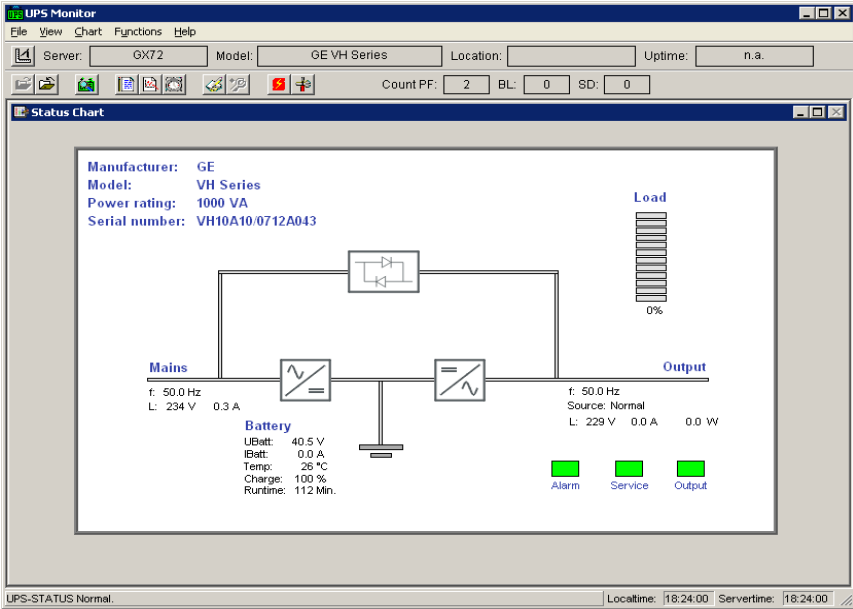 UPS UPS Monitor
File View Chart Functions Help
Server: GX72 Model: GE VH Series Location: Uptime: n.a.
Count PF: 2 BL: 0 SD: 0
Status Chart
Manufacturer: GE
Model: VH Series
Power rating: 1000 VA
Serial number: VH10A10/0712A043
Load
0%
Mains
f: 50.0 Hz
L: 234 V 0.3 A
Battery
UBatt: 40.5 V
IBatt: 0.0 A
Temp: 26 °C
Charge: 100 %
Runtime: 112 Min.
Output
f: 50.0 Hz
Source: Normal
L: 229 V 0.0 A 0.0 W
Alarm Service Output
UPS-STATUS Normal. Localtime: 18:24:00 Servertime: 18:24:00